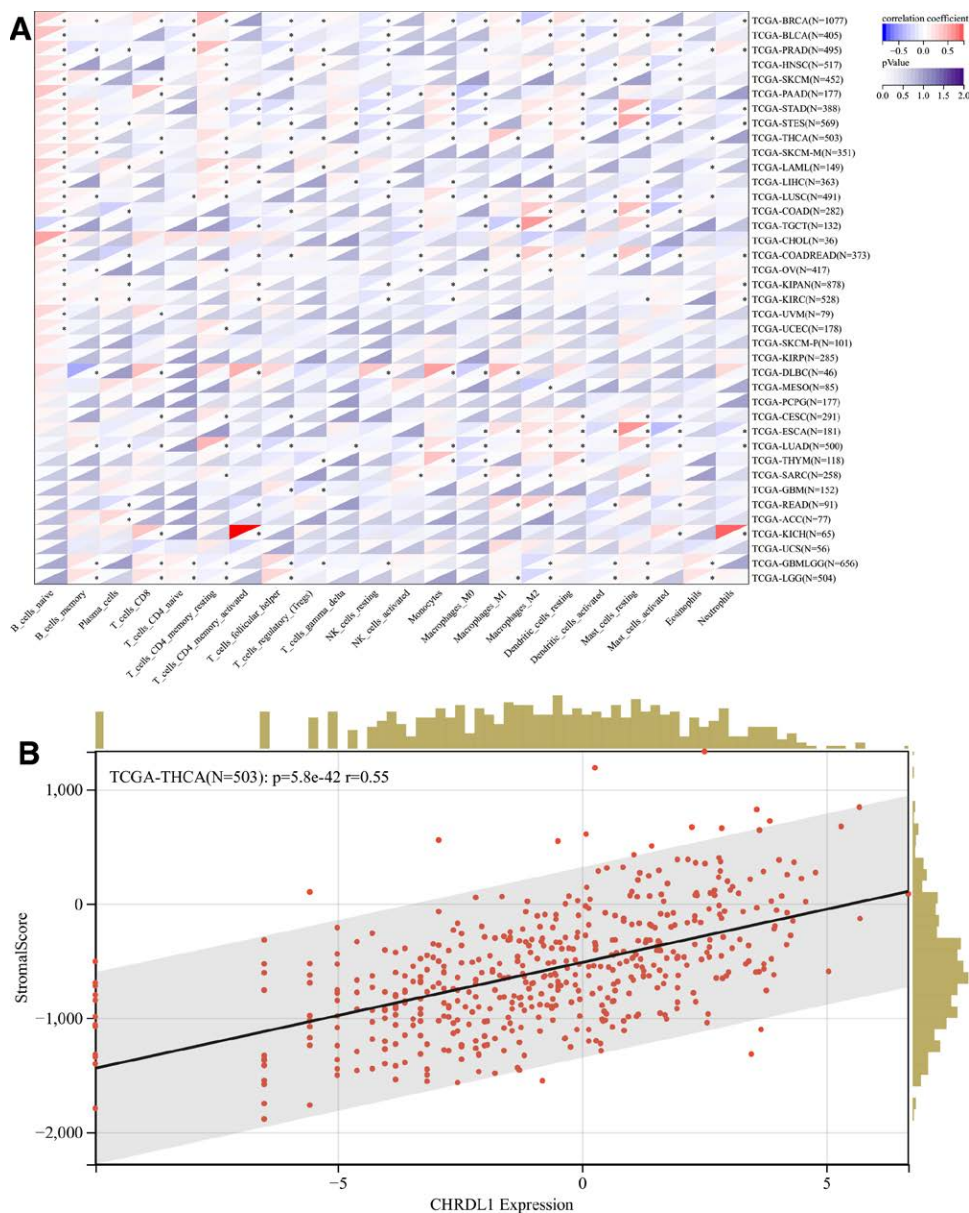 A
TCGA-BRCA(N=1077)
TCGA-BLCA(N=405)
TCGA-PRAD(N=495)
TCGA-HNSC(N=517)
TCGA-SKCM(N=452)
TCGA-PAAD(N=177)
TCGA-STAD(N=388)
TCGA-STES(N=569)
TCGA-THCA(N=503)
TCGA-SKCM-M(N=351)
TCGA-LAML(N=149)
TCGA-LIHC(N=363)
TCGA-LUSC(N=491)
TCGA-COAD(N=282)
TCGA-TGCT(N=132)
TCGA-CHOL(N=36)
TCGA-COADREAD(N=373)
TCGA-OV(N=417)
TCGA-KIPAN(N=878)
TCGA-KIRC(N=528)
TCGA-UVM(N=79)
TCGA-UCEC(N=178)
TCGA-SKCM-P(N=101)
TCGA-KIRP(N=285)
TCGA-DLBC(N=46)
TCGA-MESO(N=85)
TCGA-PCPG(N=177)
TCGA-CESC(N=291)
TCGA-ESCA(N=181)
TCGA-LUAD(N=500)
TCGA-THYM(N=118)
TCGA-SARC(N=258)
TCGA-GBM(N=152)
TCGA-READ(N=91)
TCGA-ACC(N=77)
TCGA-KICH(N=65)
TCGA-UCS(N=56)
TCGA-GBMLGG(N=656)
TCGA-LGG(N=504)
correlation coefficient
−0.5 0.0 0.5
pValue
0.0 0.5 1.0 1.5 2.0
B_cells_naive
B_cells_memory
Plasma_cells
T_cells_CD8
T_cells_CD4_naive
T_cells_CD4_memory_resting
T_cells_CD4_memory_activated
T_cells_follicular_helper
T_cells_regulatory_(Tregs)
T_cells_gamma_delta
NK_cells_resting
NK_cells_activated
Monocytes
Macrophages_M0
Macrophages_M1
Macrophages_M2
Dendritic_cells_resting
Dendritic_cells_activated
Mast_cells_resting
Mast_cells_activated
Eosinophils
Neutrophils
B
TCGA-THCA(N=503): p=5.8e-42 r=0.55
1,000
0
−1,000
−2,000
StromalScore
−5 0 5
CHRDL1 Expression